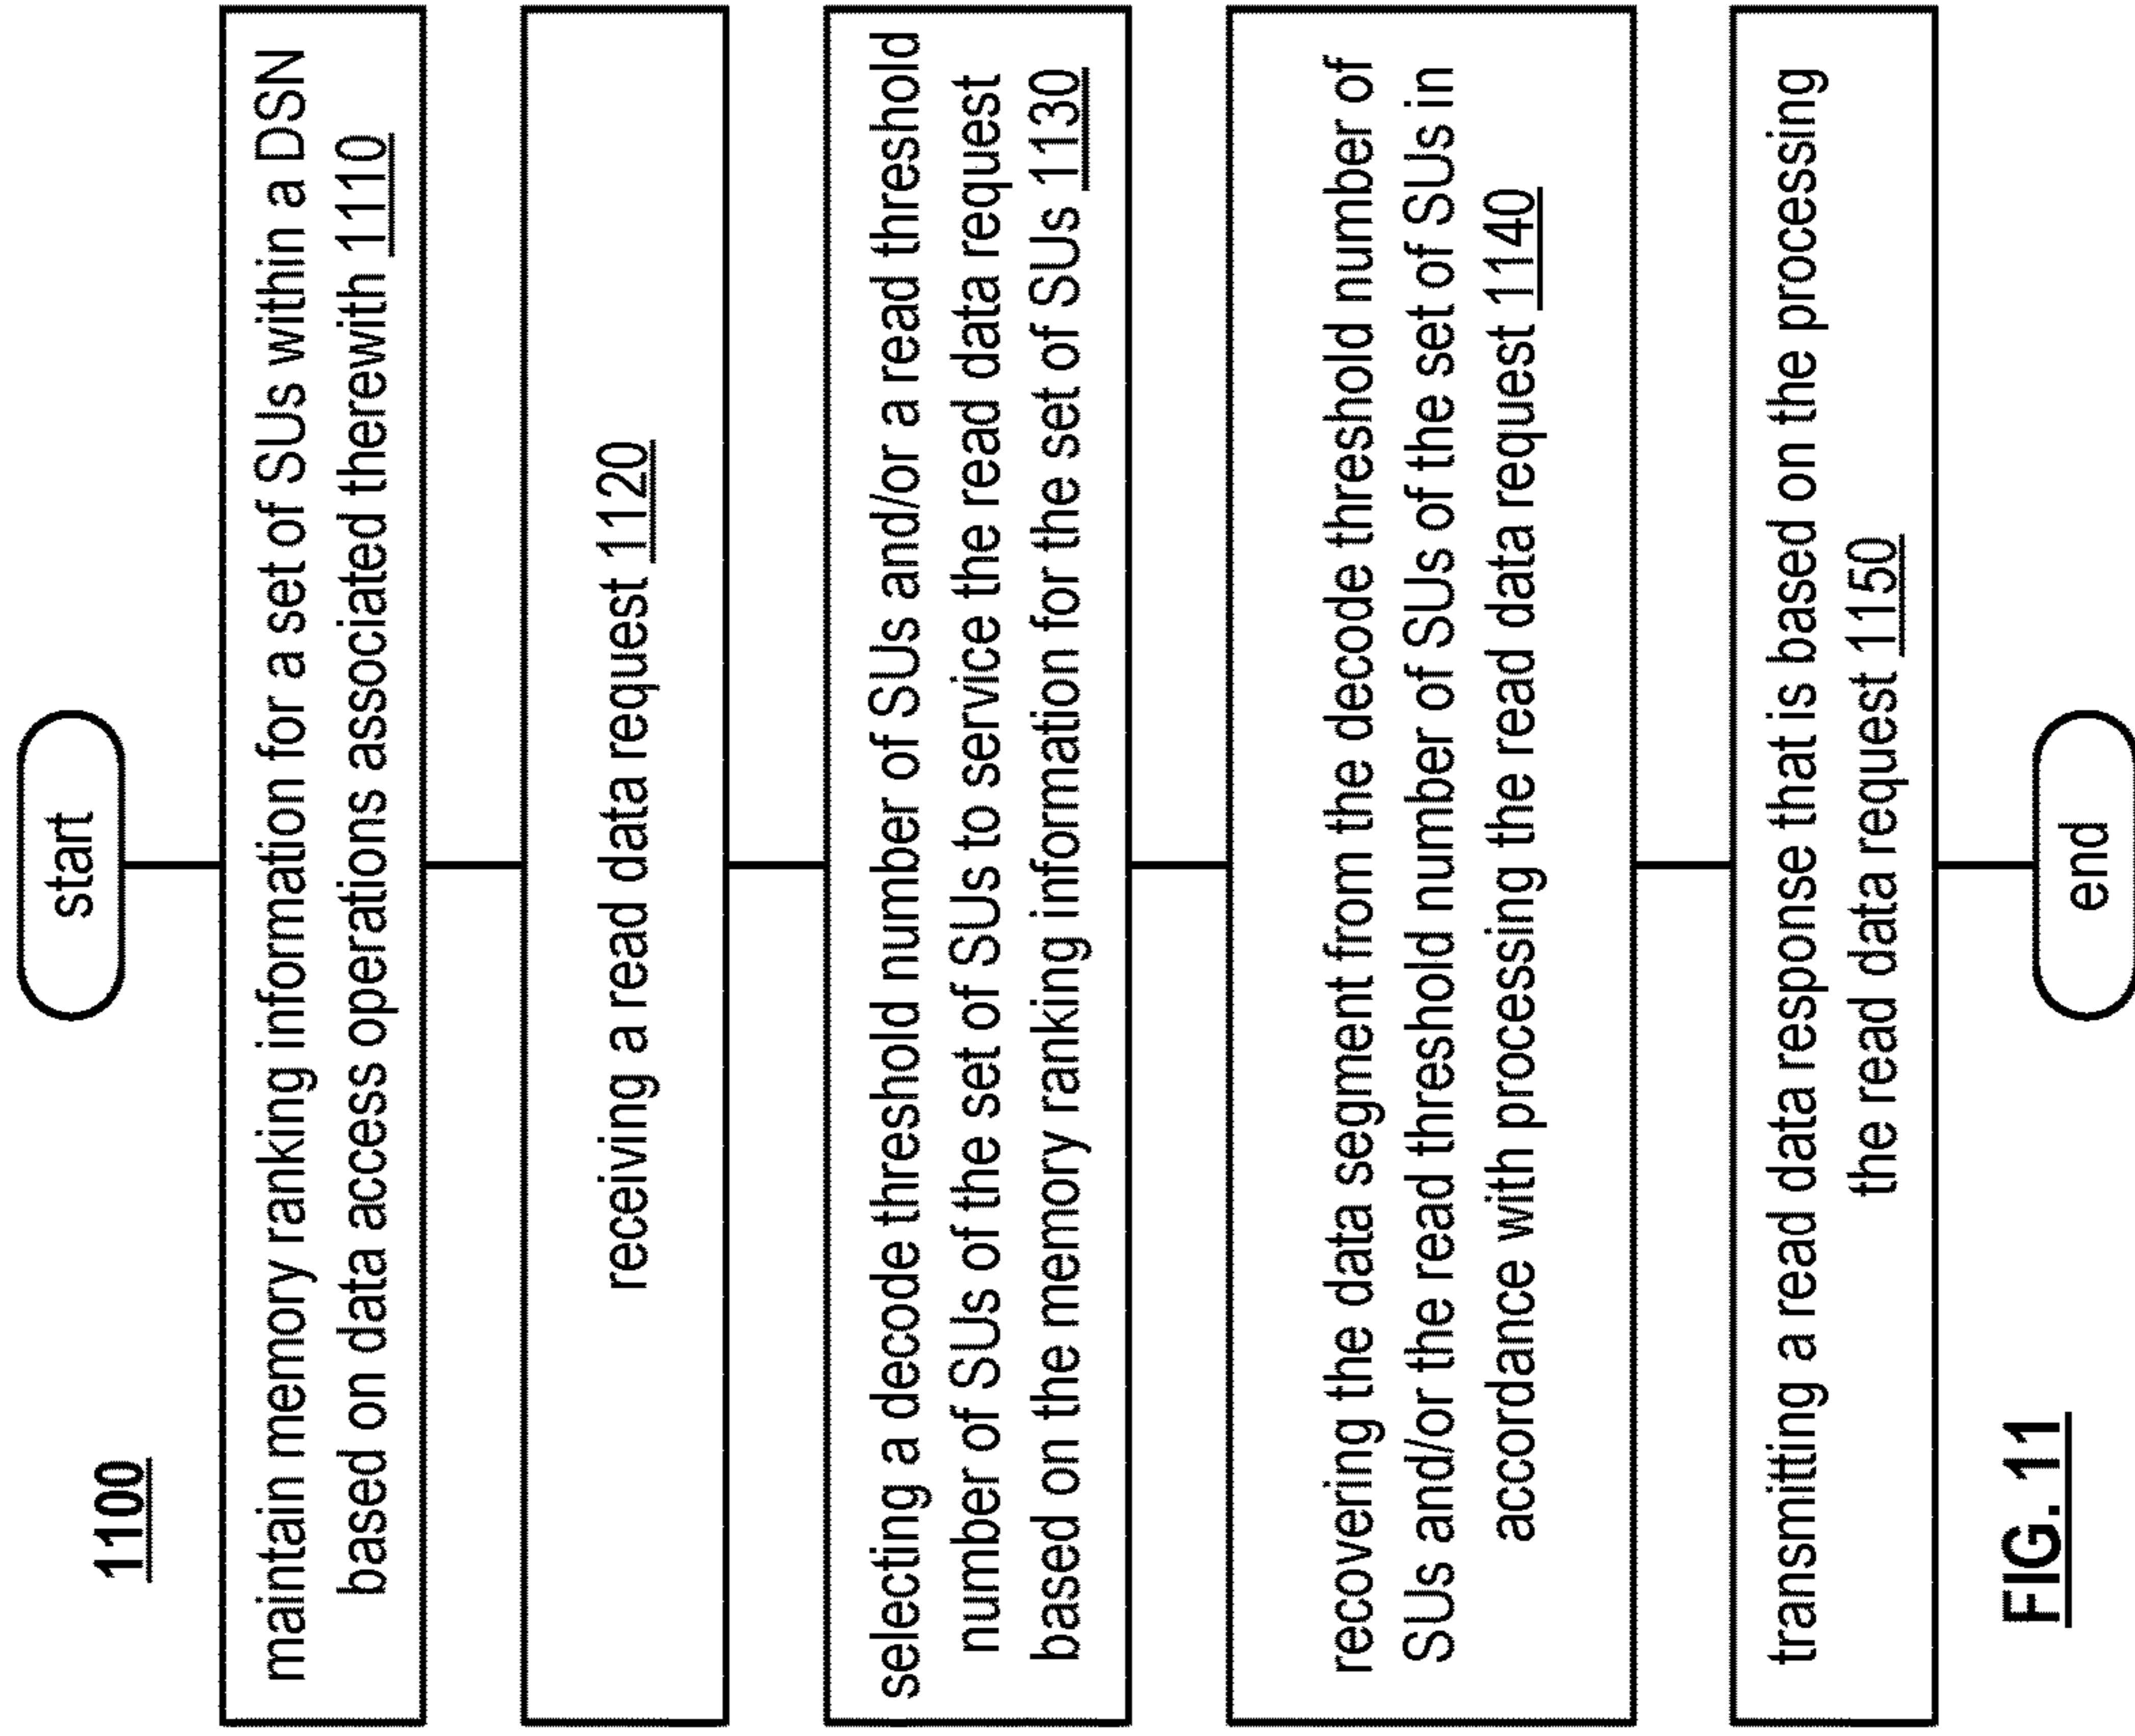 1100
start
maintain memory ranking information for a set of SUs within a DSN
based on data access operations associated therewith 1110
receiving a read data request 1120
selecting a decode threshold number of SUs and/or a read threshold
number of SUs of the set of SUs to service the read data request
based on the memory ranking information for the set of SUs 1130
recovering the data segment from the decode threshold number of
SUs and/or the read threshold number of SUs of the set of SUs in
accordance with processing the read data request 1140
transmitting a read data response that is based on the processing
the read data request 1150
end
FIG. 11